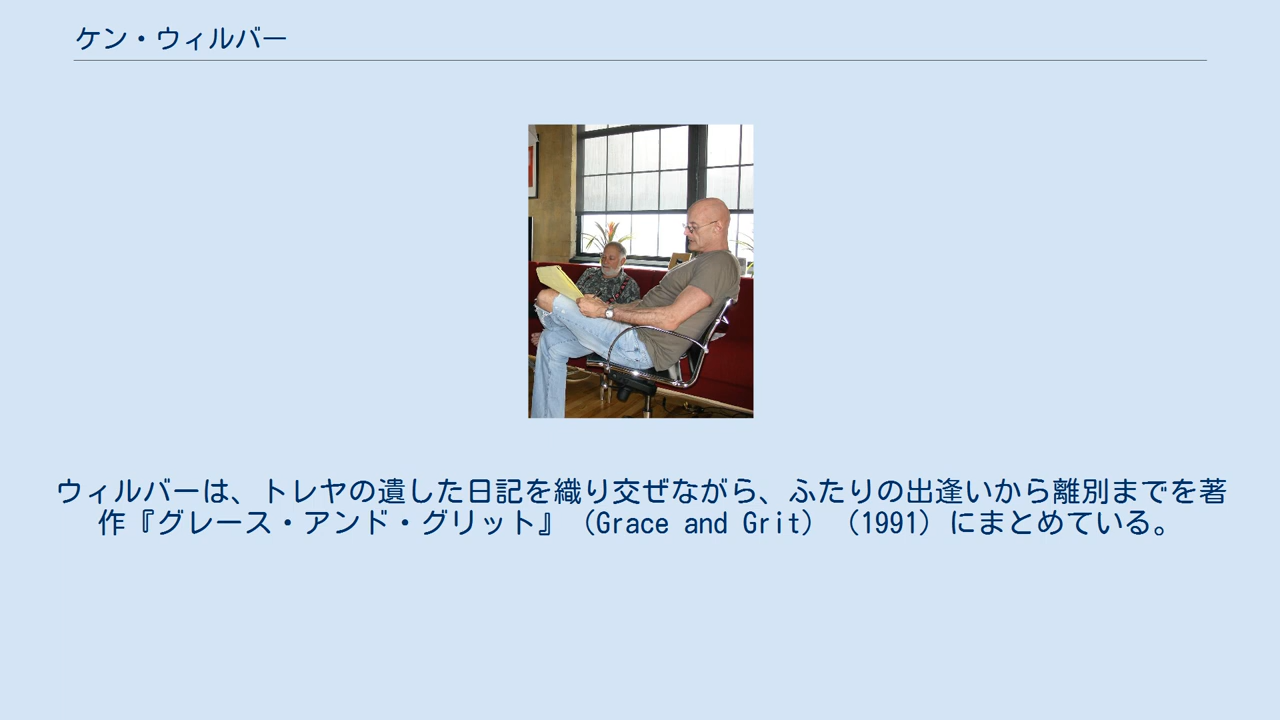 ケン・ウィルバー
ウィルバーは、トレヤの遺した日記を織り交ぜながら、ふたりの出逢いから離別までを著
作『グレース・アンド・グリット』（Grace and Grit）（1991）にまとめている。